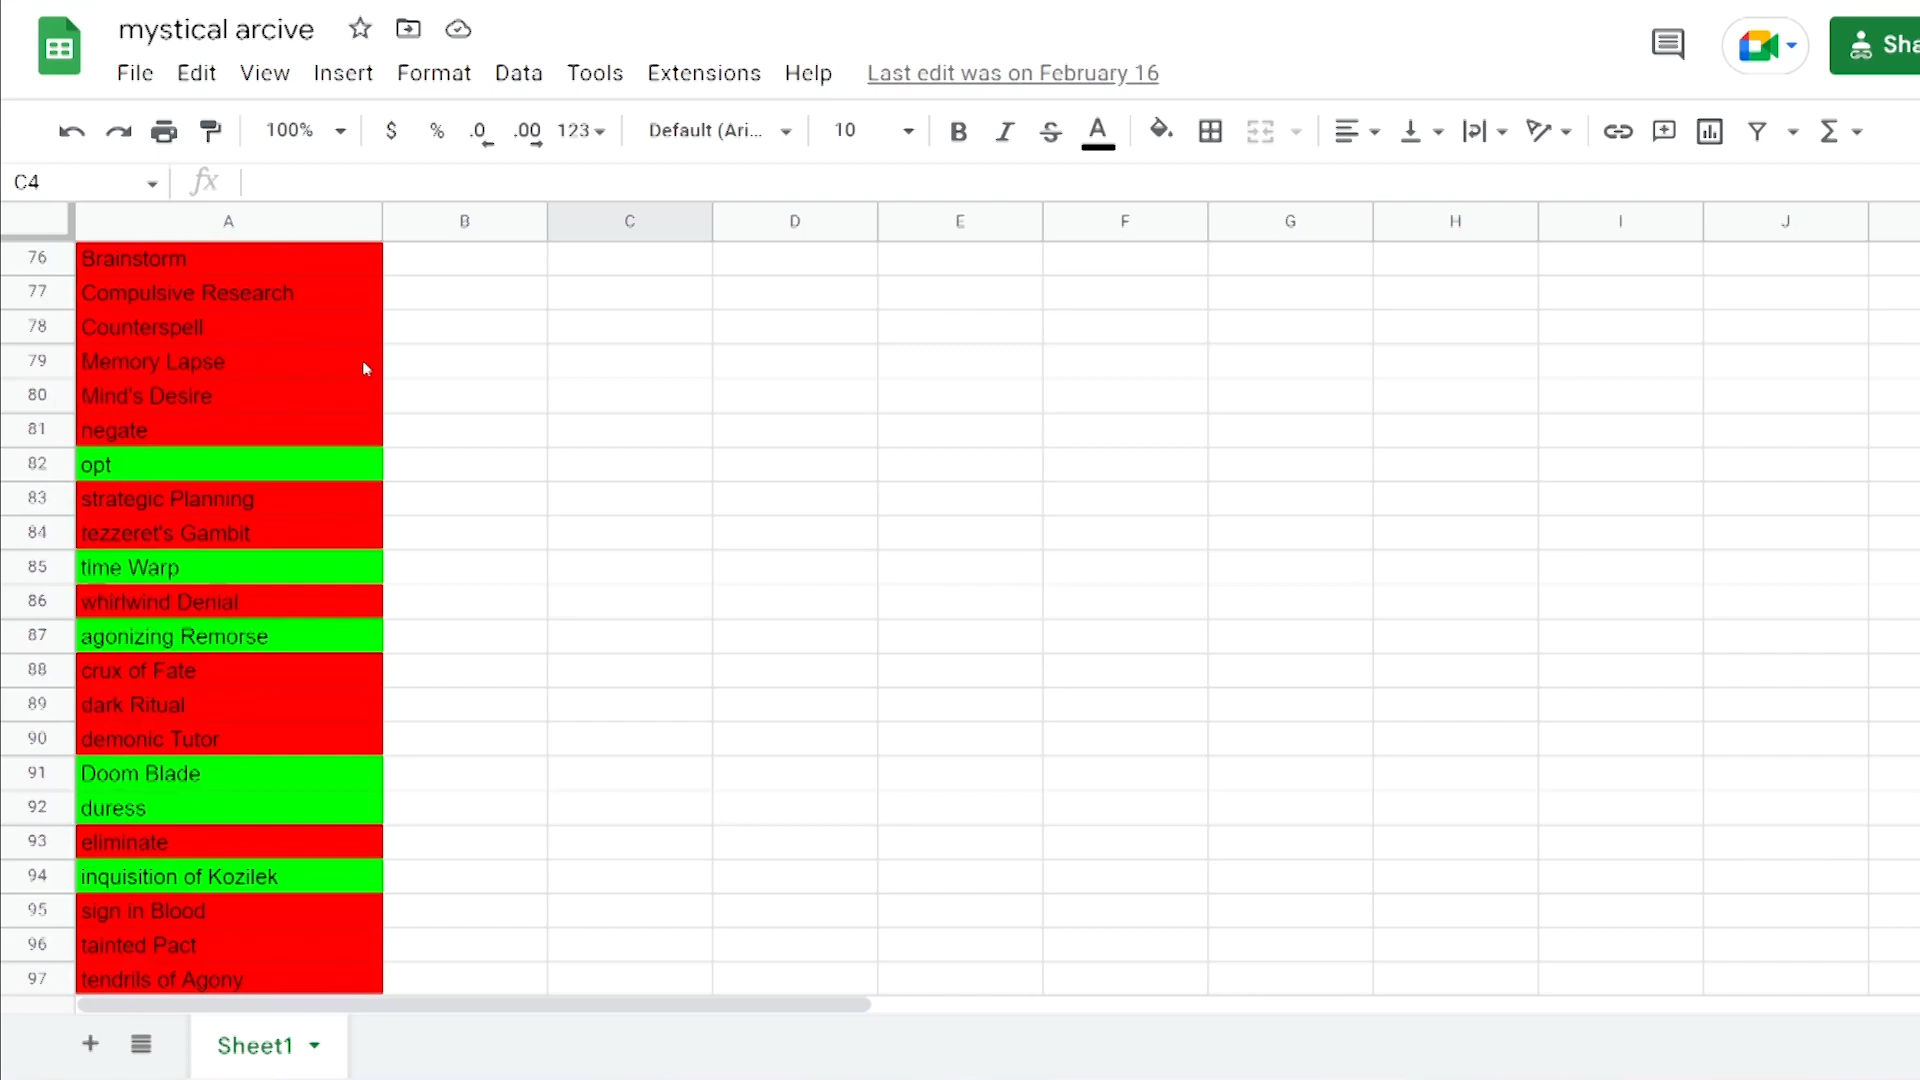 mystical arcive
File Edit View Insert Format Data Tools Extensions Help Last edit was on February 16
Sha
100% $ % .0 .00 123 Default (Ari... 10 B I S A Σ
C4 fx
A B C D E F G H I J
76 Brainstorm
77 Compulsive Research
78 Counterspell
79 Memory Lapse
80 Mind's Desire
81 negate
82 opt
83 strategic Planning
84 rezzeret's Gambit
85 time Warp
86 whirlwind Denial
87 agonizing Remorse
88 crux of Fate
89 dark Ritual
90 demonic Tutor
91 Doom Blade
92 duress
93 eliminate
94 inquisition of Kozilek
95 sign in Blood
96 tainted Pact
97 tendrils of Agony
Sheet1